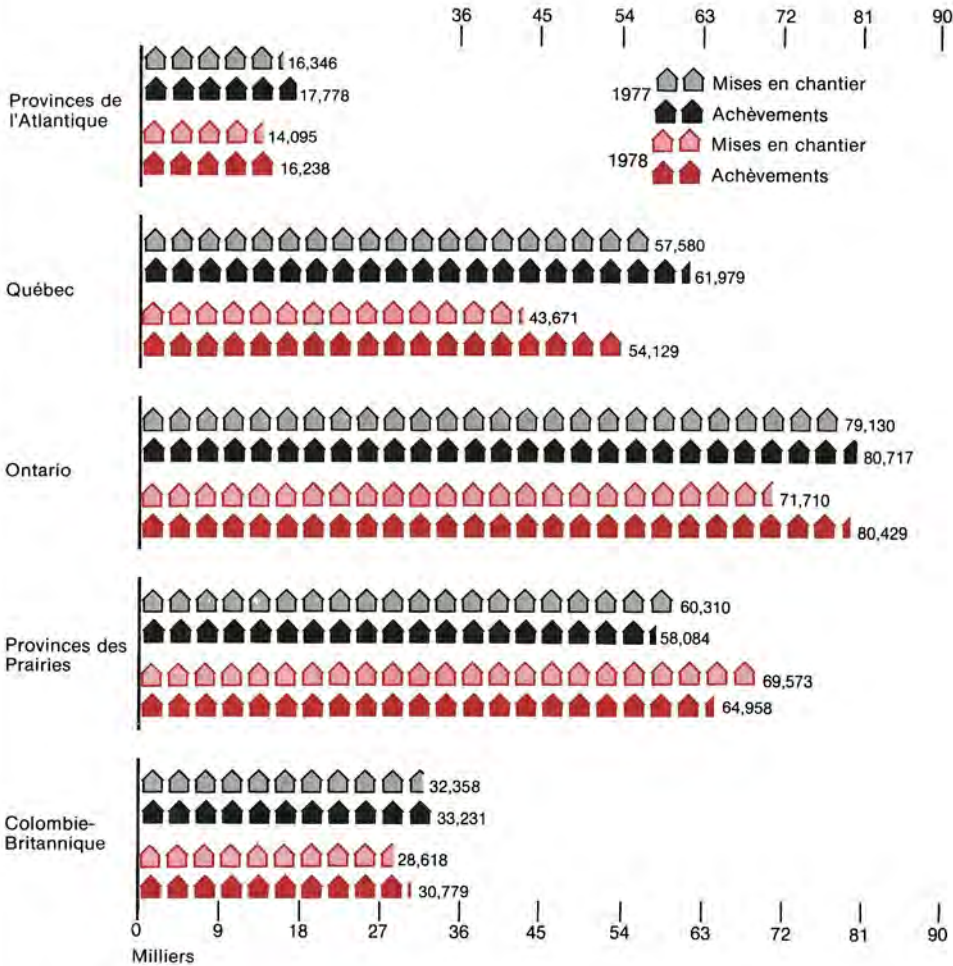 36 45 54 63 72 81 90
16,346
Provinces de
l'Atlantique
17,778
14,095
16,238
1977
Mises en chantier
Achèvements
1978
Mises en chantier
Achèvements
Québec
57,580
61,979
43,671
54,129
Ontario
79,130
80,717
71,710
80,429
Provinces des
Prairies
60,310
58,084
69,573
64,958
Colombie-
Britannique
32,358
33,231
28,618
30,779
0 9 18 27 36 45 54 63 72 81 90
Milliers